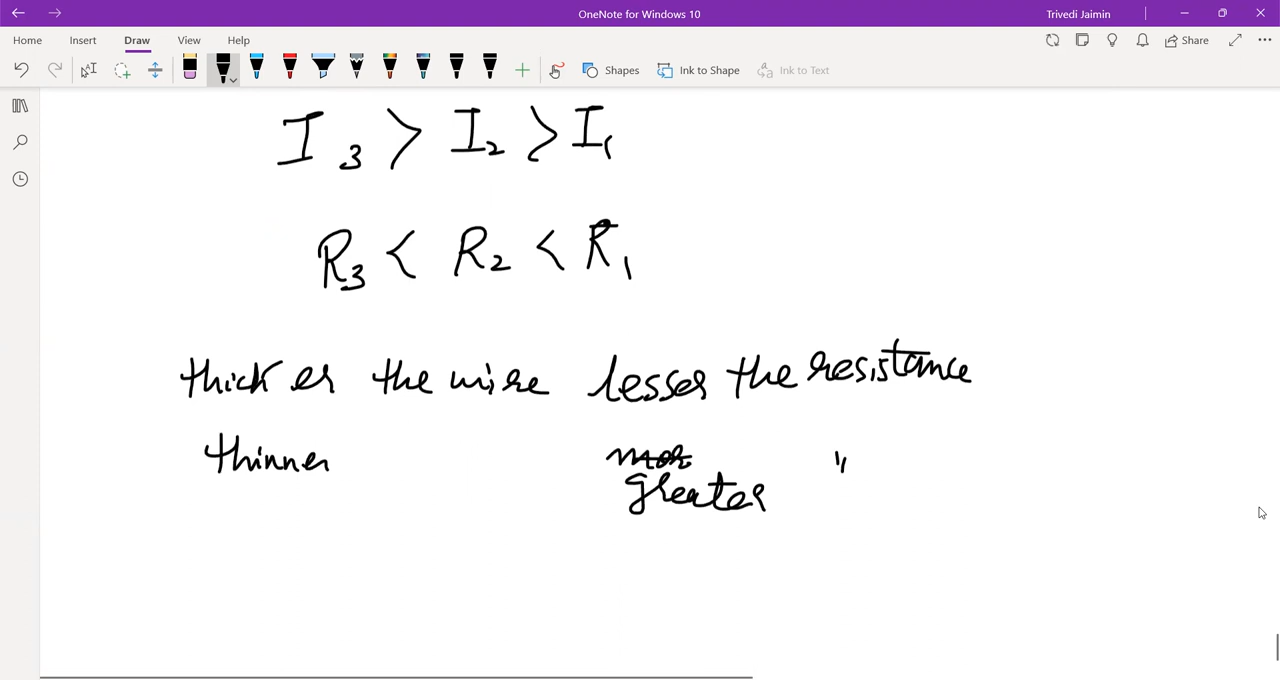 OneNote for Windows 10
Trivedi Jaimin
Home Insert Draw View Help
Share
Shapes Ink to Shape Ink to Text
I3 > I2 > I1
R3 < R2 < R1
thicker the wire lesser the resistance
thinner mor
greater "